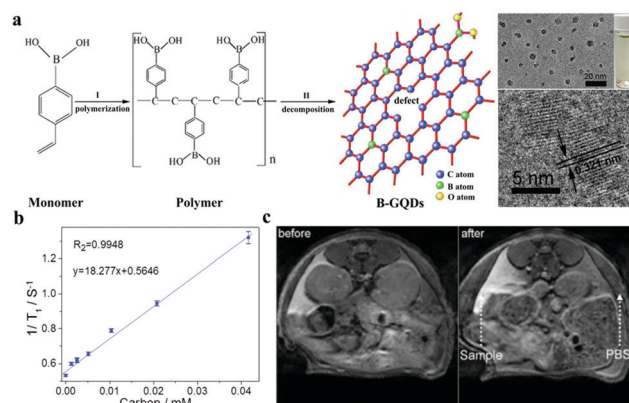 a
HO OH
B
I
polymerization
Monomer
HO OH HO OH
B B
C C C C C
B
HO OH
n
Polymer
II
decomposition
defect
C atom
B atom
O atom
B-GQDs
20 nm
0.321 nm
5 nm
b
R2=0.9948
y=18.277x+0.5646
1/ T1 / S-1
1.2
1.0
0.8
0.6
0.00 0.01 0.02 0.03 0.04
Carbon / mM
c
before
after
Sample
PBS